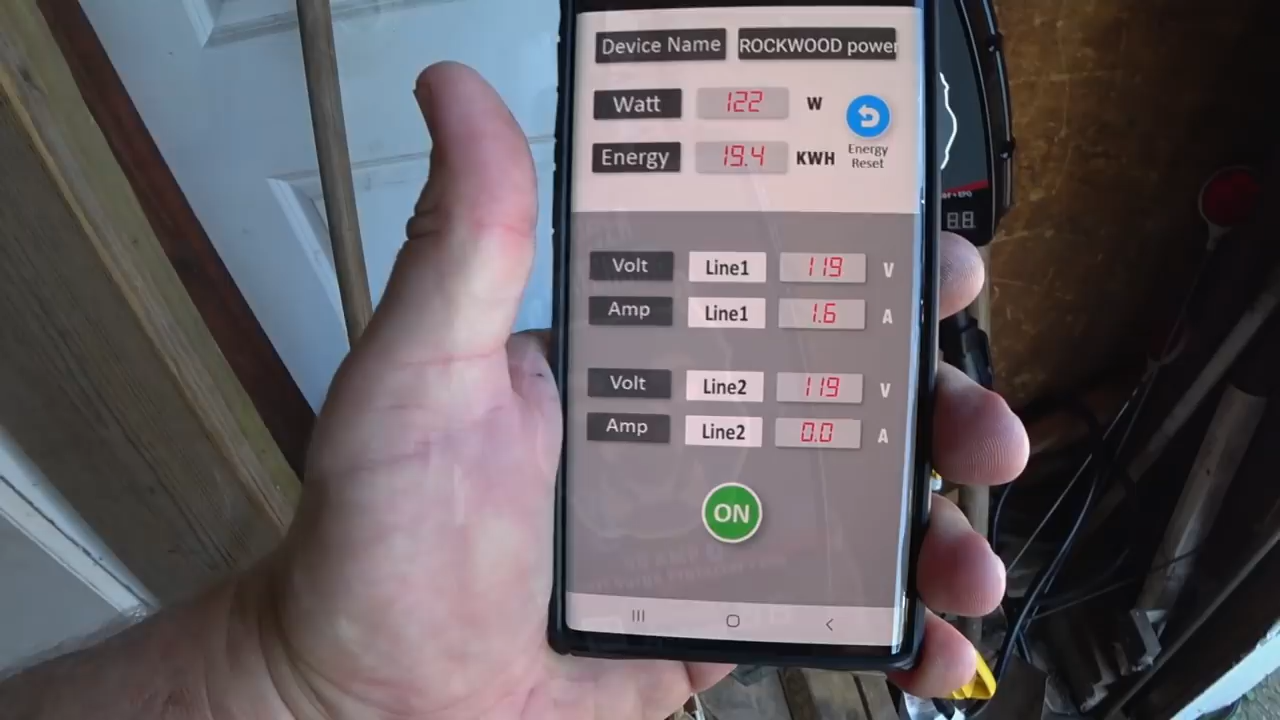 Device Name ROCKWOOD power
Watt 122 W
Energy 19.4 KWH
Energy
Reset
Volt Line1 119 V
Amp Line1 1.6 A
Volt Line2 119 V
Amp Line2 0.0 A
ON
88